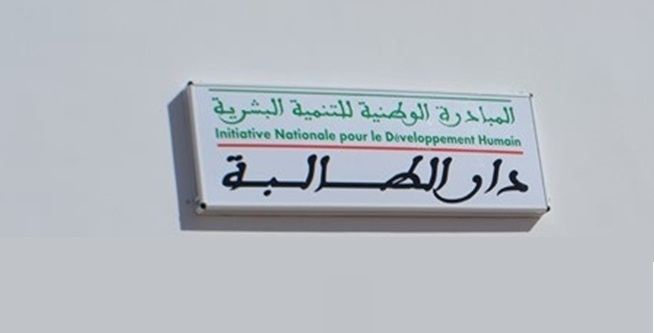 المبادرة الوطنية للتنمية البشرية
Initiative Nationale pour le Développement Humain
دار الطالبة